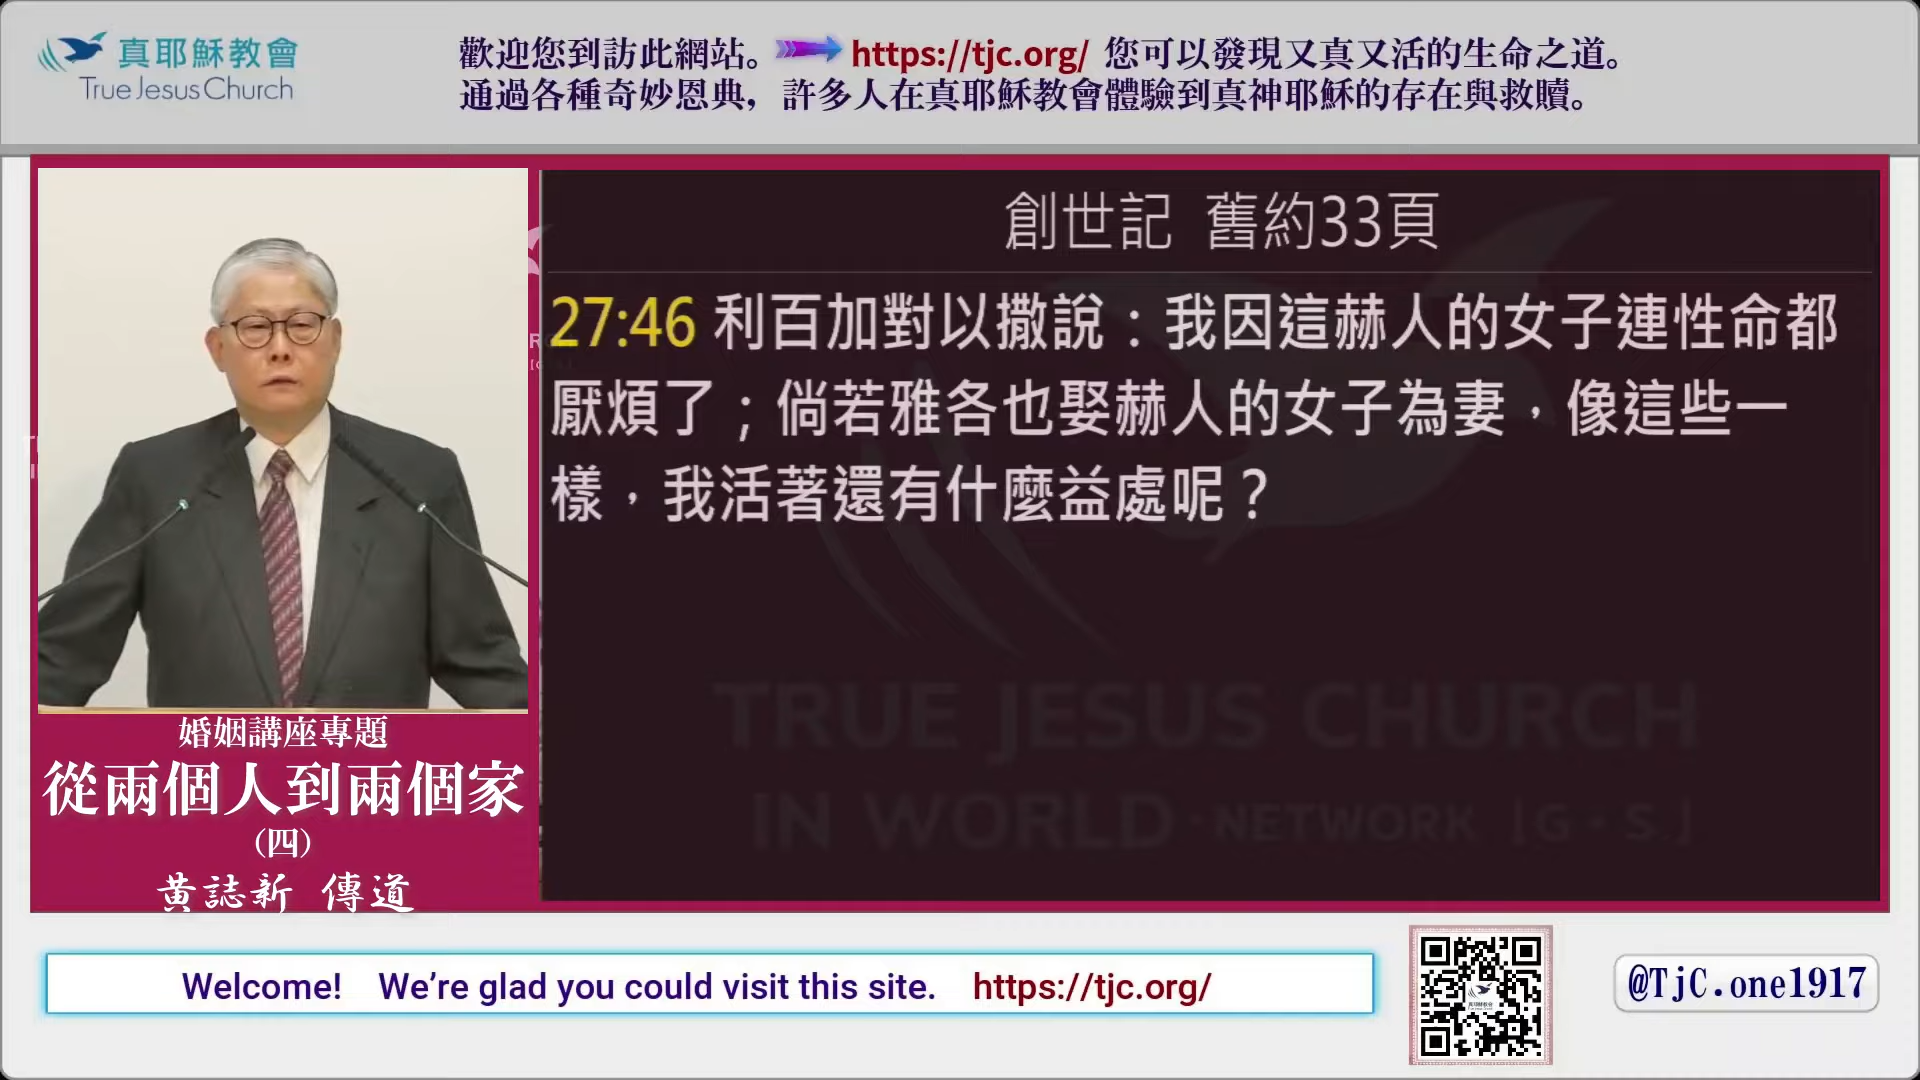 真耶穌教會
True Jesus Church
歡迎您到訪此網站。 https://tjc.org/ 您可以發現又真又活的生命之道。
通過各種奇妙恩典，許多人在真耶穌教會體驗到真神耶穌的存在與救贖。
創世記 舊約33頁
27:46 利百加對以撒說：我因這赫人的女子連性命都
厭煩了；倘若雅各也娶赫人的女子為妻，像這些一
樣，我活著還有什麼益處呢？
TRUE JESUS CHURCH
IN WORLD - NETWORK [G · S.]
婚姻講座專題
從兩個人到兩個家
(四)
黃誌新 傳道
Welcome! We’re glad you could visit this site. https://tjc.org/
@TjC.one1917